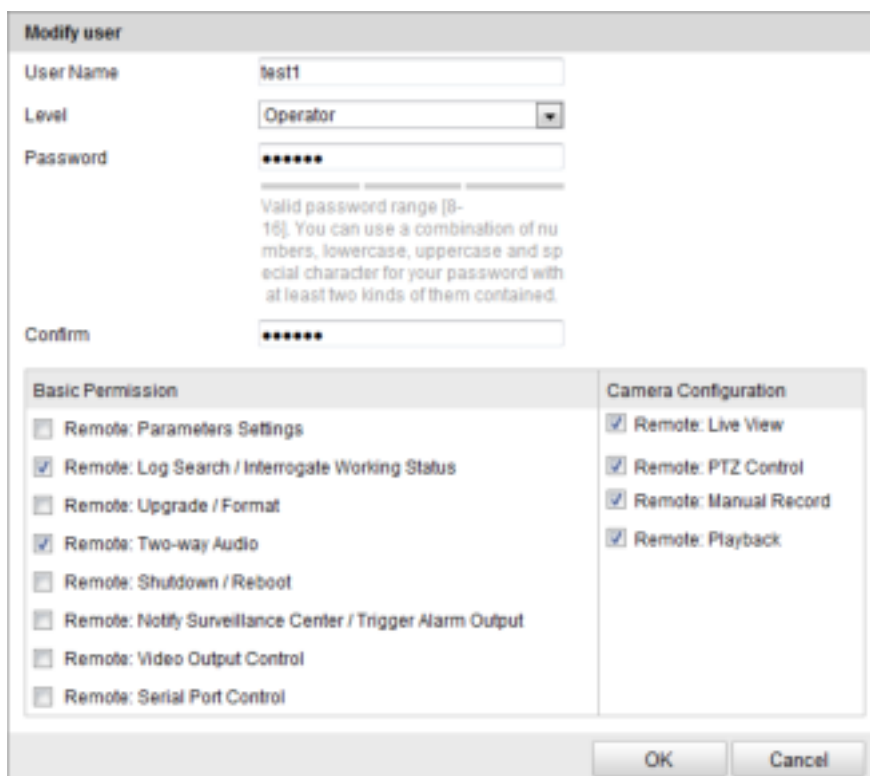 Modify user
User Name test1
Level Operator
Password ••••••
Valid password range [8-
16]. You can use a combination of nu
mbers, lowercase, uppercase and sp
ecial character for your password with
at least two kinds of them contained.
Confirm ••••••
Basic Permission
Remote: Parameters Settings
Remote: Log Search / Interrogate Working Status
Remote: Upgrade / Format
Remote: Two-way Audio
Remote: Shutdown / Reboot
Remote: Notify Surveillance Center / Trigger Alarm Output
Remote: Video Output Control
Remote: Serial Port Control
Camera Configuration
Remote: Live View
Remote: PTZ Control
Remote: Manual Record
Remote: Playback
OK Cancel